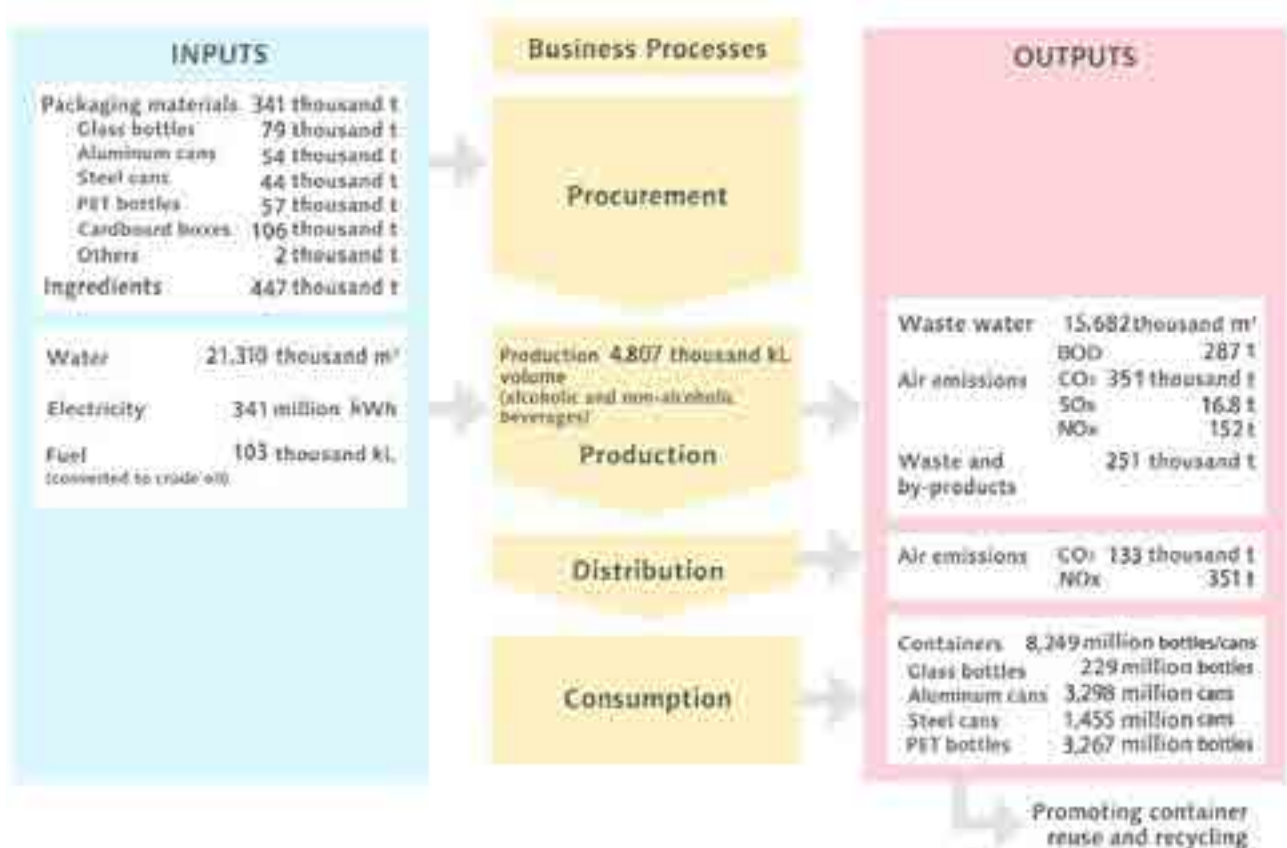 INPUTS
Packaging materials 341 thousand t
Glass bottles 79 thousand t
Aluminum cans 54 thousand t
Steel cans 44 thousand t
PET bottles 57 thousand t
Cardboard boxes 106 thousand t
Others 2 thousand t
Ingredients 447 thousand t
Water 21.310 thousand m³
Electricity 341 million kWh
Fuel 103 thousand kL
(converted to crude oil)
Business Processes
Procurement
Production 4.807 thousand kL
volume
(alcoholic and non-alcoholic
beverages)
Production
Distribution
Consumption
OUTPUTS
Waste water 15.682 thousand m³
BOD 287 t
Air emissions CO₂ 351 thousand t
SOx 16.8 t
NOx 152 t
Waste and 251 thousand t
by-products
Air emissions CO₂ 133 thousand t
NOx 351 t
Containers 8,249 million bottles/cans
Glass bottles 229 million bottles
Aluminum cans 3,298 million cans
Steel cans 1,455 million cans
PET bottles 3,267 million bottles
Promoting container
reuse and recycling